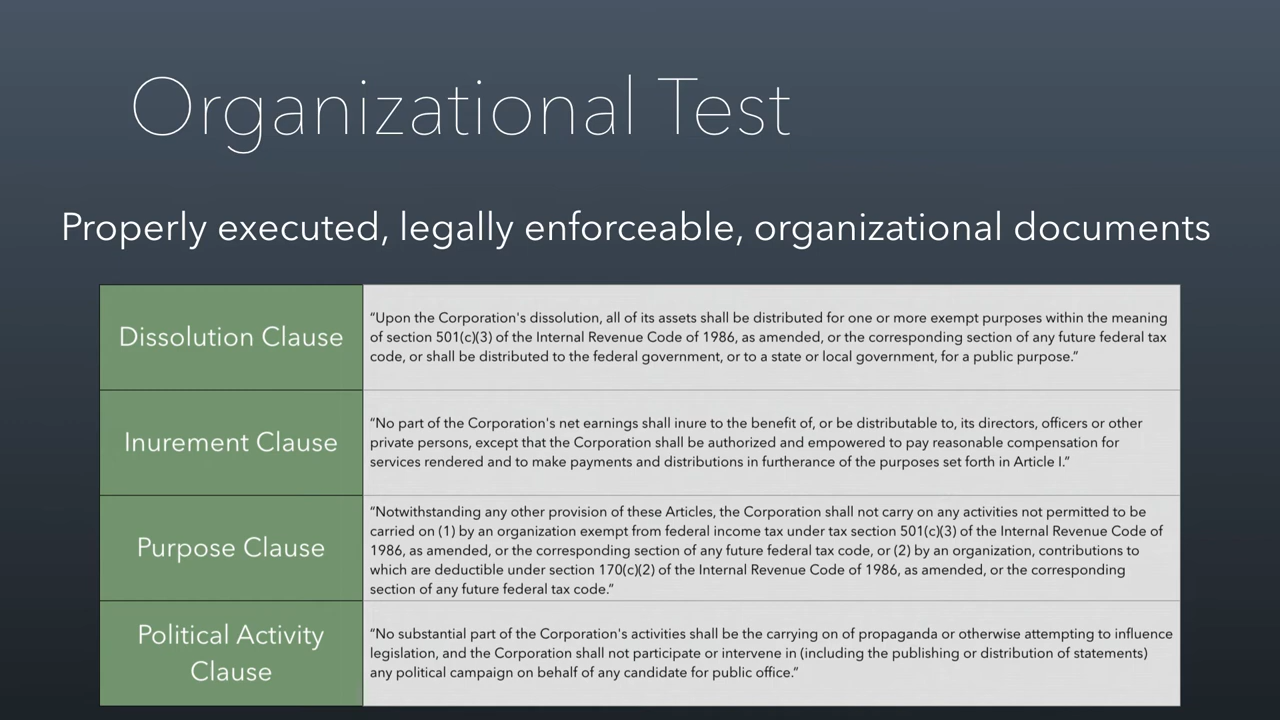 Organizational Test
Properly executed, legally enforceable, organizational documents
Dissolution Clause
“Upon the Corporation's dissolution, all of its assets shall be distributed for one or more exempt purposes within the meaning
of section 501(c)(3) of the Internal Revenue Code of 1986, as amended, or the corresponding section of any future federal tax
code, or shall be distributed to the federal government, or to a state or local government, for a public purpose.”
Inurement Clause
“No part of the Corporation's net earnings shall inure to the benefit of, or be distributable to, its directors, officers or other
private persons, except that the Corporation shall be authorized and empowered to pay reasonable compensation for
services rendered and to make payments and distributions in furtherance of the purposes set forth in Article I.”
Purpose Clause
“Notwithstanding any other provision of these Articles, the Corporation shall not carry on any activities not permitted to be
carried on (1) by an organization exempt from federal income tax under tax section 501(c)(3) of the Internal Revenue Code of
1986, as amended, or the corresponding section of any future federal tax code, or (2) by an organization, contributions to
which are deductible under section 170(c)(2) of the Internal Revenue Code of 1986, as amended, or the corresponding
section of any future federal tax code.”
Political Activity
Clause
“No substantial part of the Corporation's activities shall be the carrying on of propaganda or otherwise attempting to influence
legislation, and the Corporation shall not participate or intervene in (including the publishing or distribution of statements)
any political campaign on behalf of any candidate for public office.”